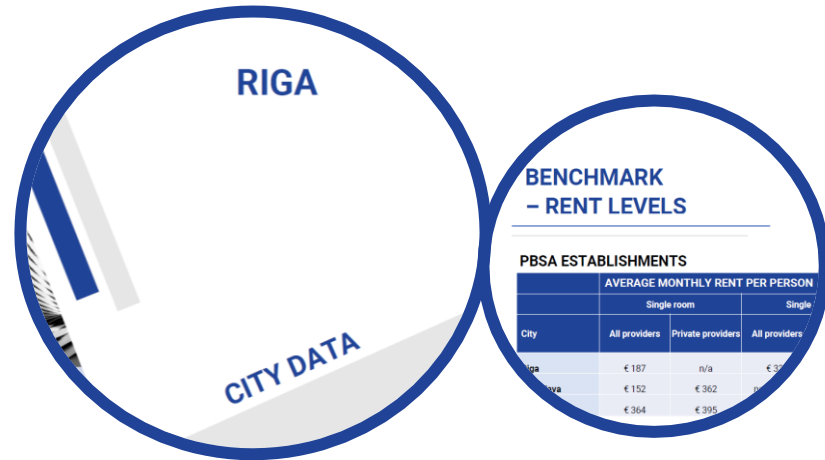 RIGA
CITY DATA
BENCHMARK
– RENT LEVELS
PBSA ESTABLISHMENTS
AVERAGE MONTHLY RENT PER PERSON
Single room Single
City All providers Private providers All providers
€ 187 n/a
€ 152 € 362
€ 364 € 395